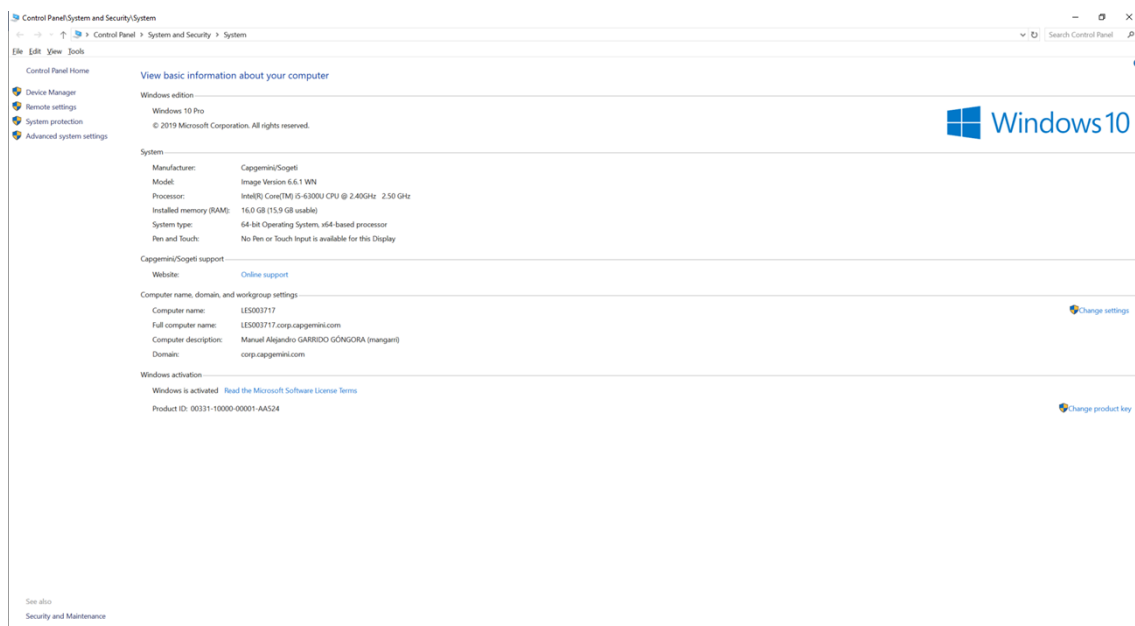 Control Panel\System and Security\System
Control Panel > System and Security > System
Search Control Panel
File Edit View Tools
Control Panel Home
Device Manager
Remote settings
System protection
Advanced system settings
View basic information about your computer
Windows edition
Windows 10 Pro
© 2019 Microsoft Corporation. All rights reserved.
Windows 10
System
Manufacturer: Capgemini/Sogeti
Model: Image Version 6.6.1 WN
Processor: Intel(R) Core(TM) i5-6300U CPU @ 2.40GHz 2.50 GHz
Installed memory (RAM): 16,0 GB (15,9 GB usable)
System type: 64-bit Operating System, x64-based processor
Pen and Touch: No Pen or Touch Input is available for this Display
Capgemini/Sogeti support
Website: Online support
Computer name, domain, and workgroup settings
Computer name: LES003717
Change settings
Full computer name: LES003717.corp.capgemini.com
Computer description: Manuel Alejandro GARRIDO GÓNGORA (mangarri)
Domain: corp.capgemini.com
Windows activation
Windows is activated Read the Microsoft Software License Terms
Product ID: 00331-10000-00001-AA524
Change product key
See also
Security and Maintenance